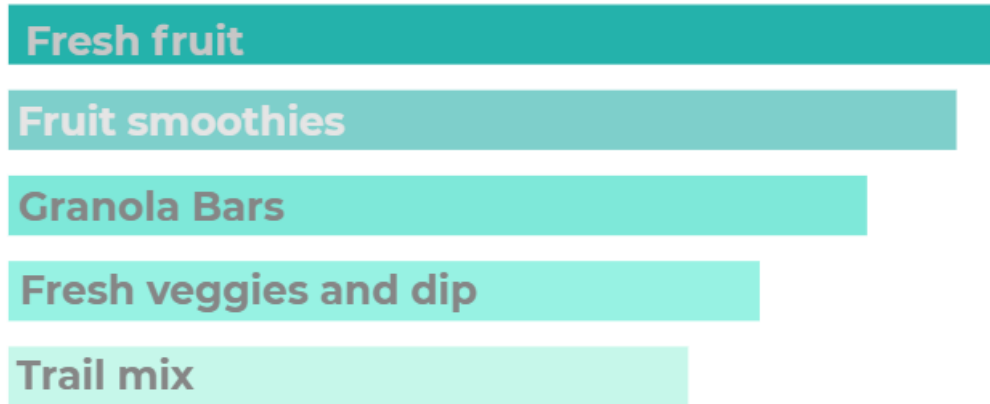 Fresh fruit
Fruit smoothies
Granola Bars
Fresh veggies and dip
Trail mix